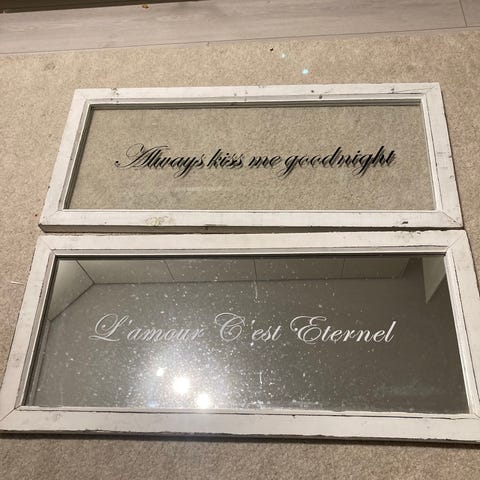 Always kiss me goodnight
L'amour C'est Eternel